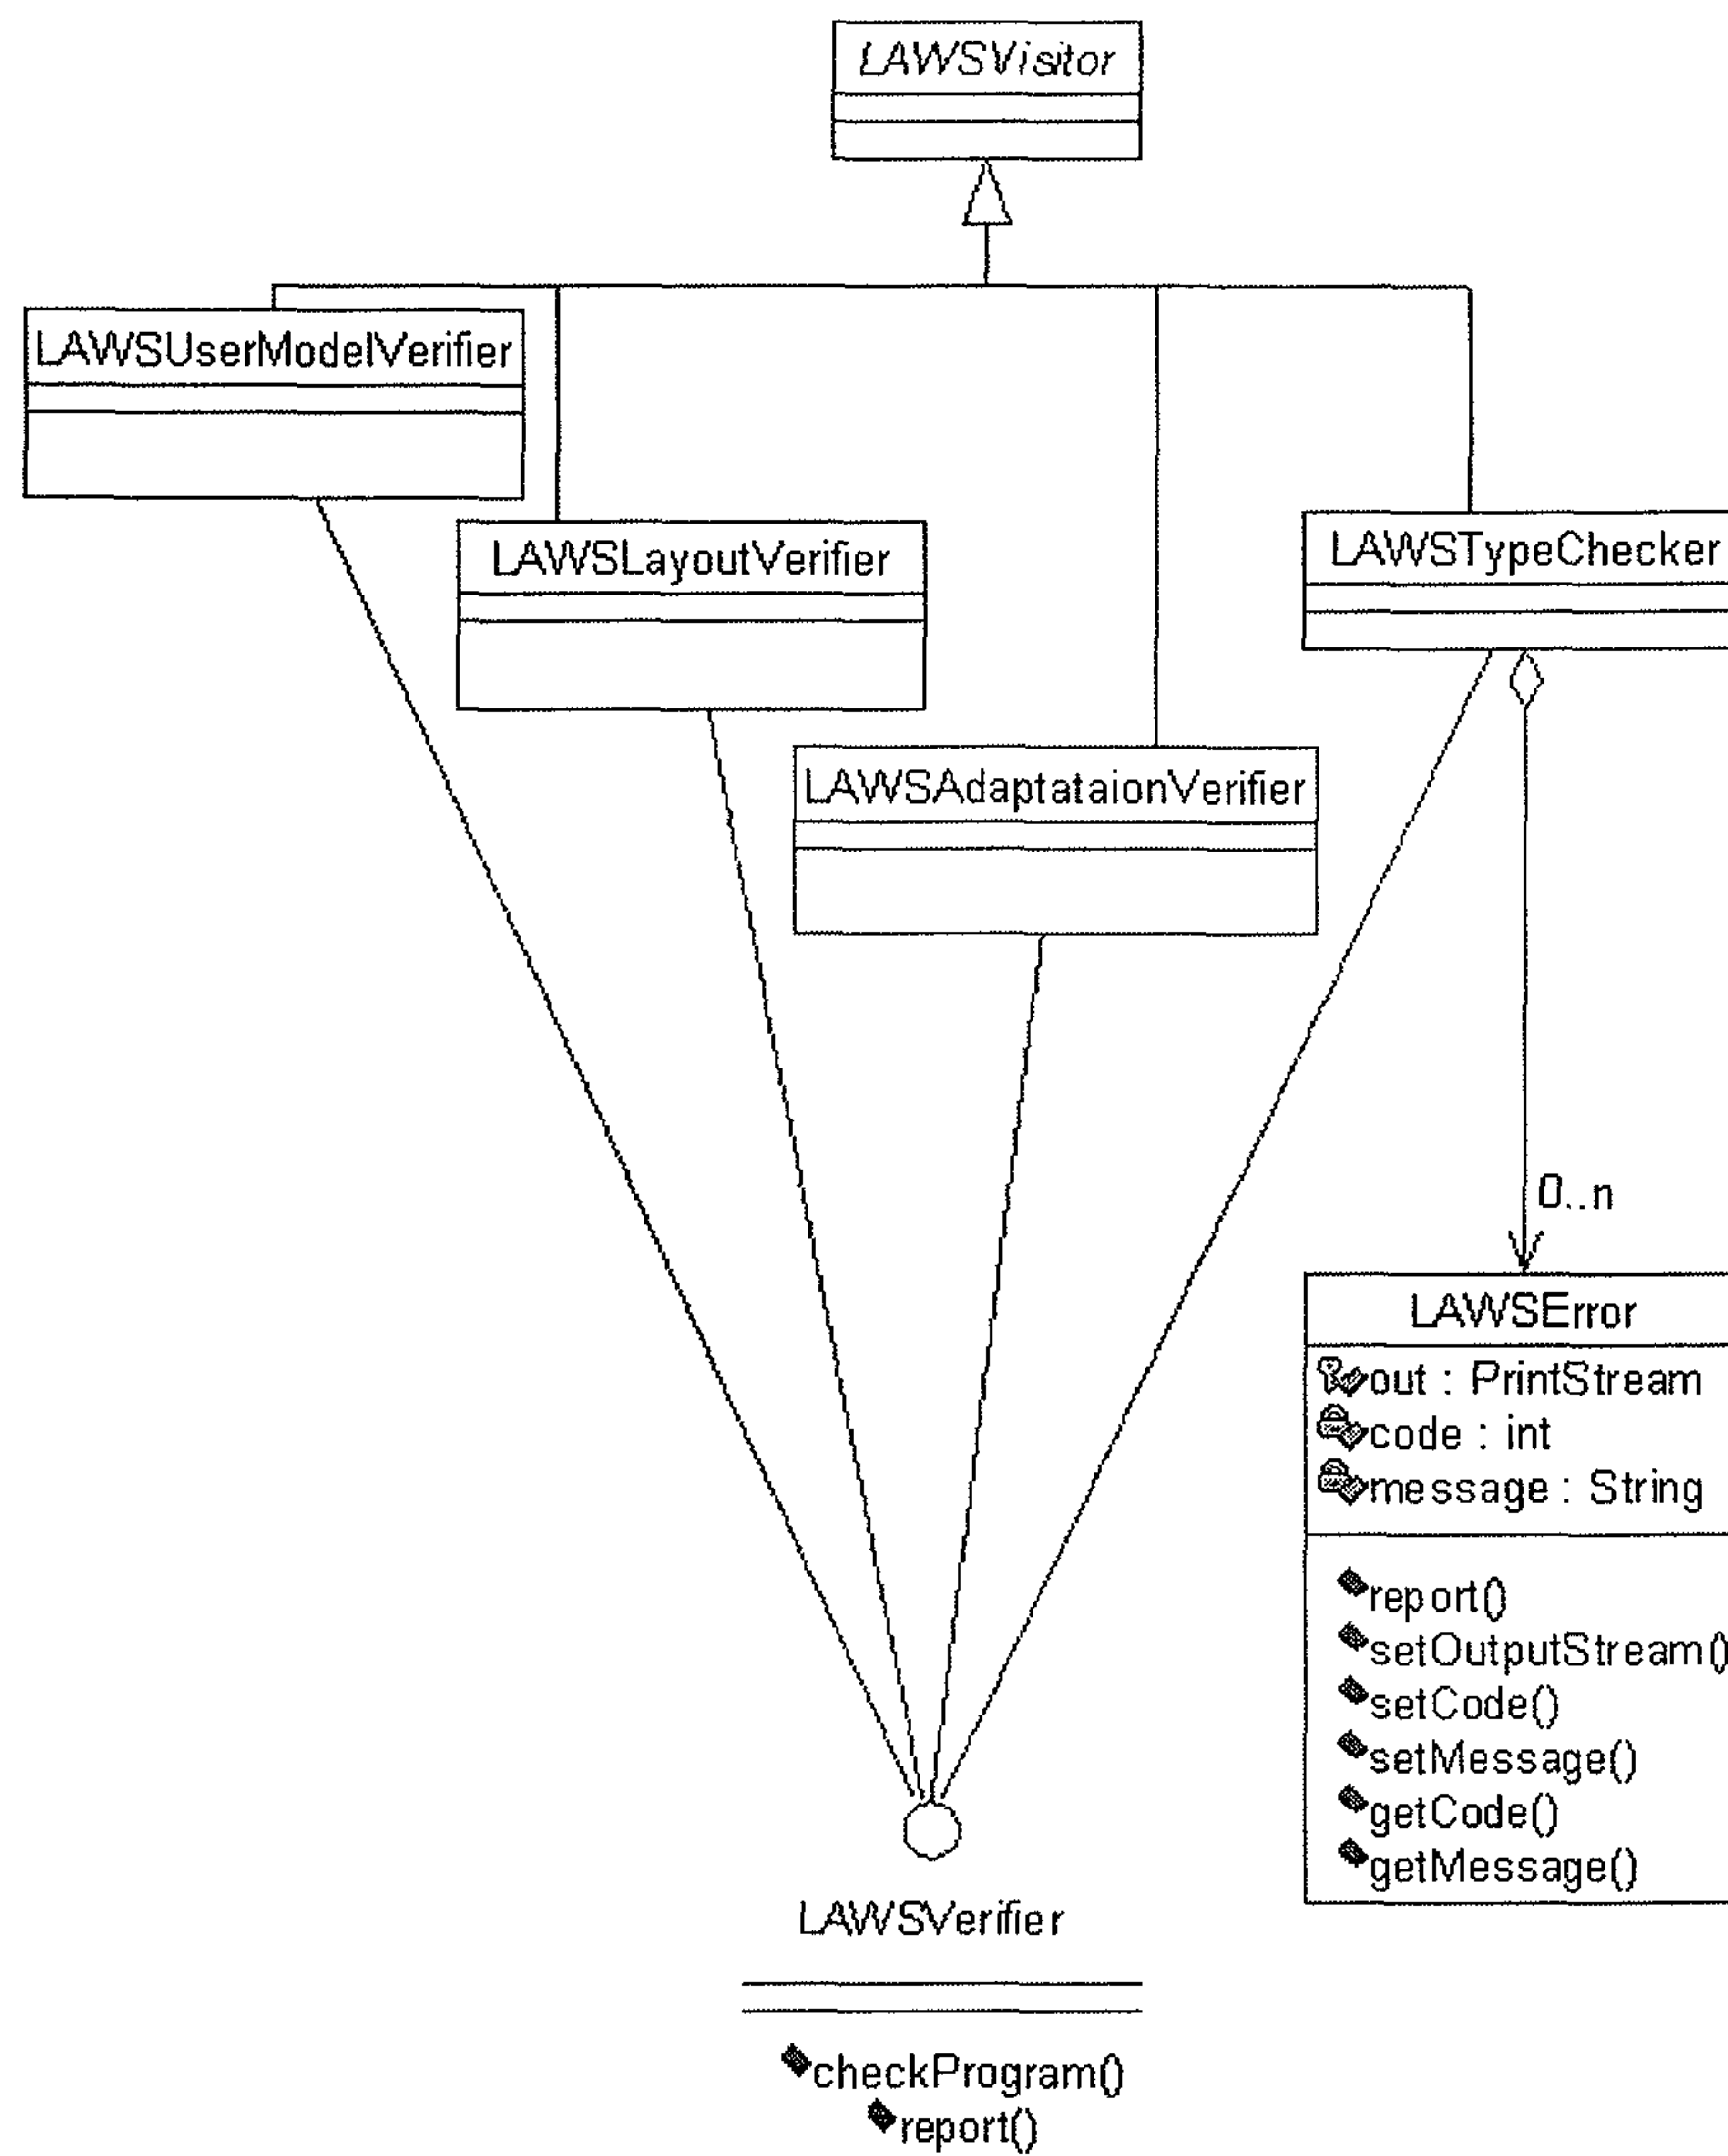 LAWSVisitor
LAWSUserModelVerifier
LAWSLayoutVerifier
LAWSTypeChecker
LAWSAdaptataionVerifier
0..n
LAWSError
out : PrintStream
code : int
message : String
report()
setOutputStream()
setCode()
setMessage()
getCode()
getMessage()
LAWSVerifier
checkProgram()
report()